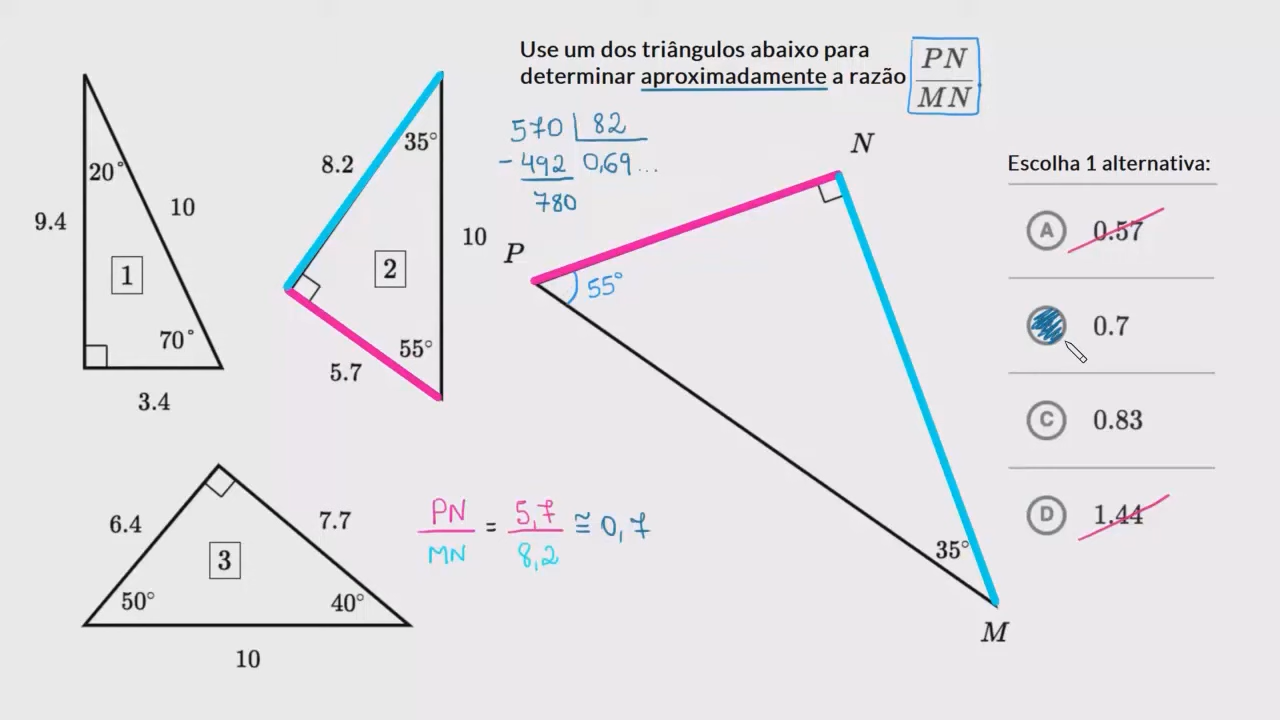 Use um dos triângulos abaixo para
determinar aproximadamente a razão PN
MN
20°
9.4
10
1
70°
3.4
35°
8.2
10
2
55°
5.7
570 82
- 492 0,69...
780
N
P
55°
35°
M
6.4
7.7
3
50°
40°
10
PN = 5,7 ≅ 0,7
MN 8,2
Escolha 1 alternativa:
A 0.57
0.7
C 0.83
D 1.44